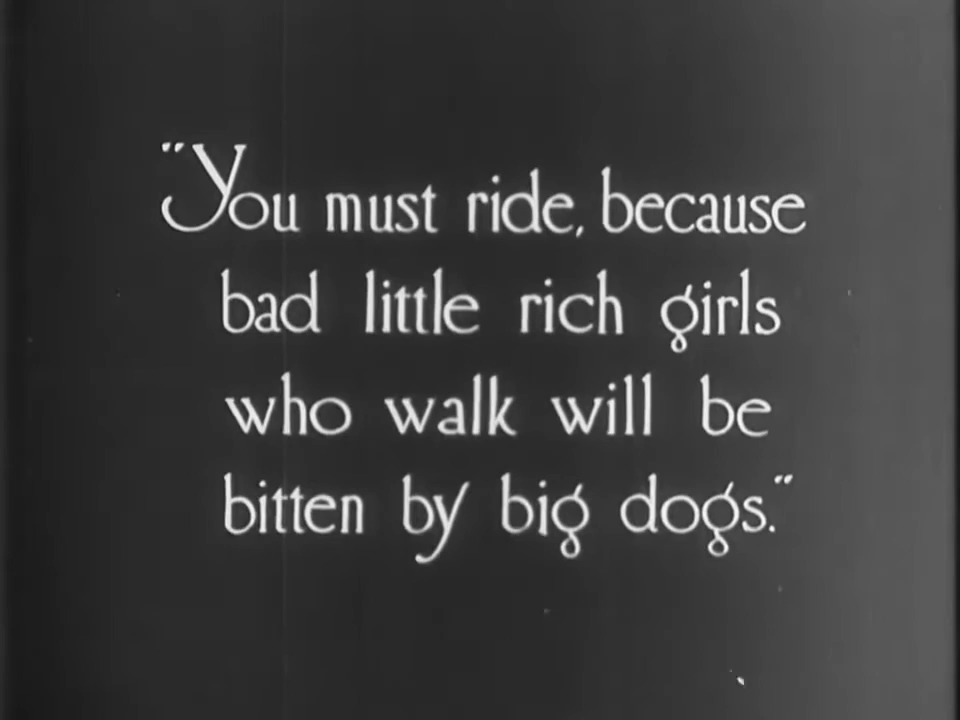 "You must ride, because
bad little rich girls
who walk will be
bitten by big dogs."